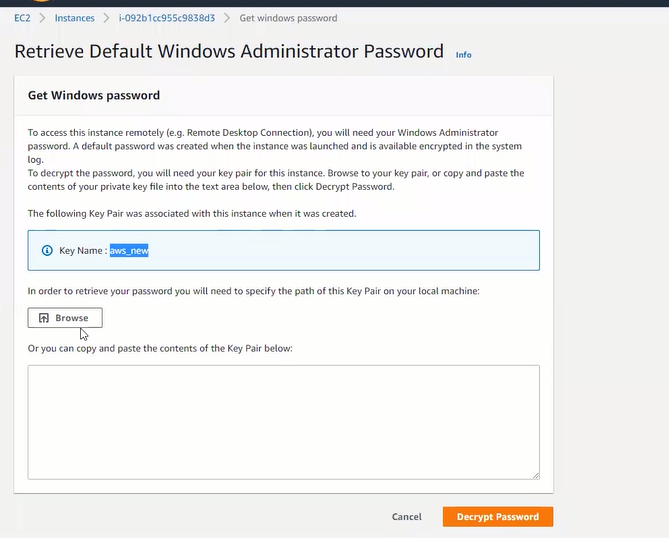 EC2 > Instances > i-092b1cc955c9838d3 > Get windows password
Retrieve Default Windows Administrator Password Info
Get Windows password
To access this instance remotely (e.g. Remote Desktop Connection), you will need your Windows Administrator
password. A default password was created when the instance was launched and is available encrypted in the system
log.
To decrypt the password, you will need your key pair for this instance. Browse to your key pair, or copy and paste the
contents of your private key file into the text area below, then click Decrypt Password.
The following Key Pair was associated with this instance when it was created.
Key Name : aws_new
In order to retrieve your password you will need to specify the path of this Key Pair on your local machine:
Browse
Or you can copy and paste the contents of the Key Pair below:
Cancel Decrypt Password